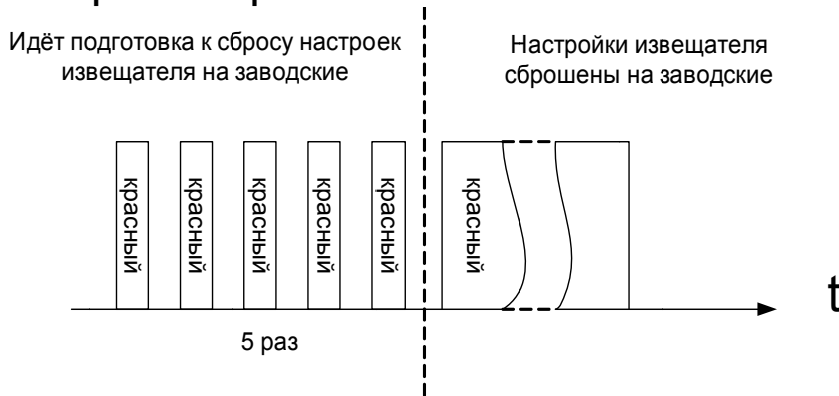 Идёт подготовка к сбросу настроек
извещателя на заводские
Настройки извещателя
сброшены на заводские
красный
красный
красный
красный
красный
красный
t
5 раз